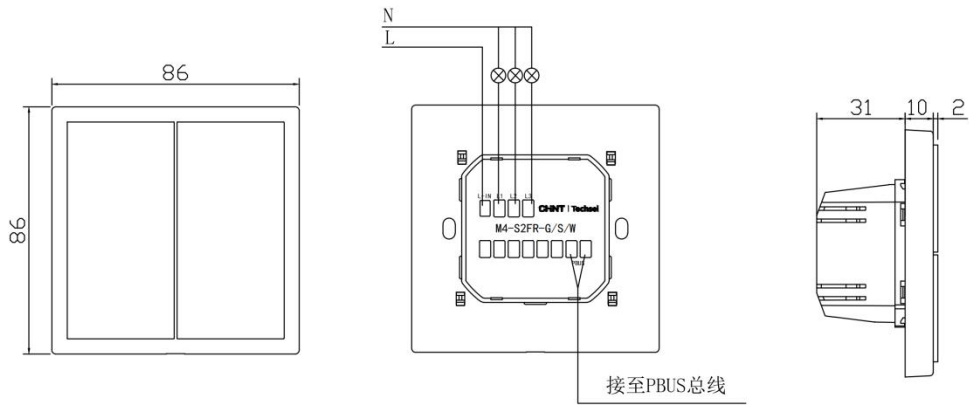 86
86
N
L
L-IN L1 L2 L3
CHNT | Techsel
M4-S2FR-G/S/W
PBUS
接至PBUS总线
31 10 2